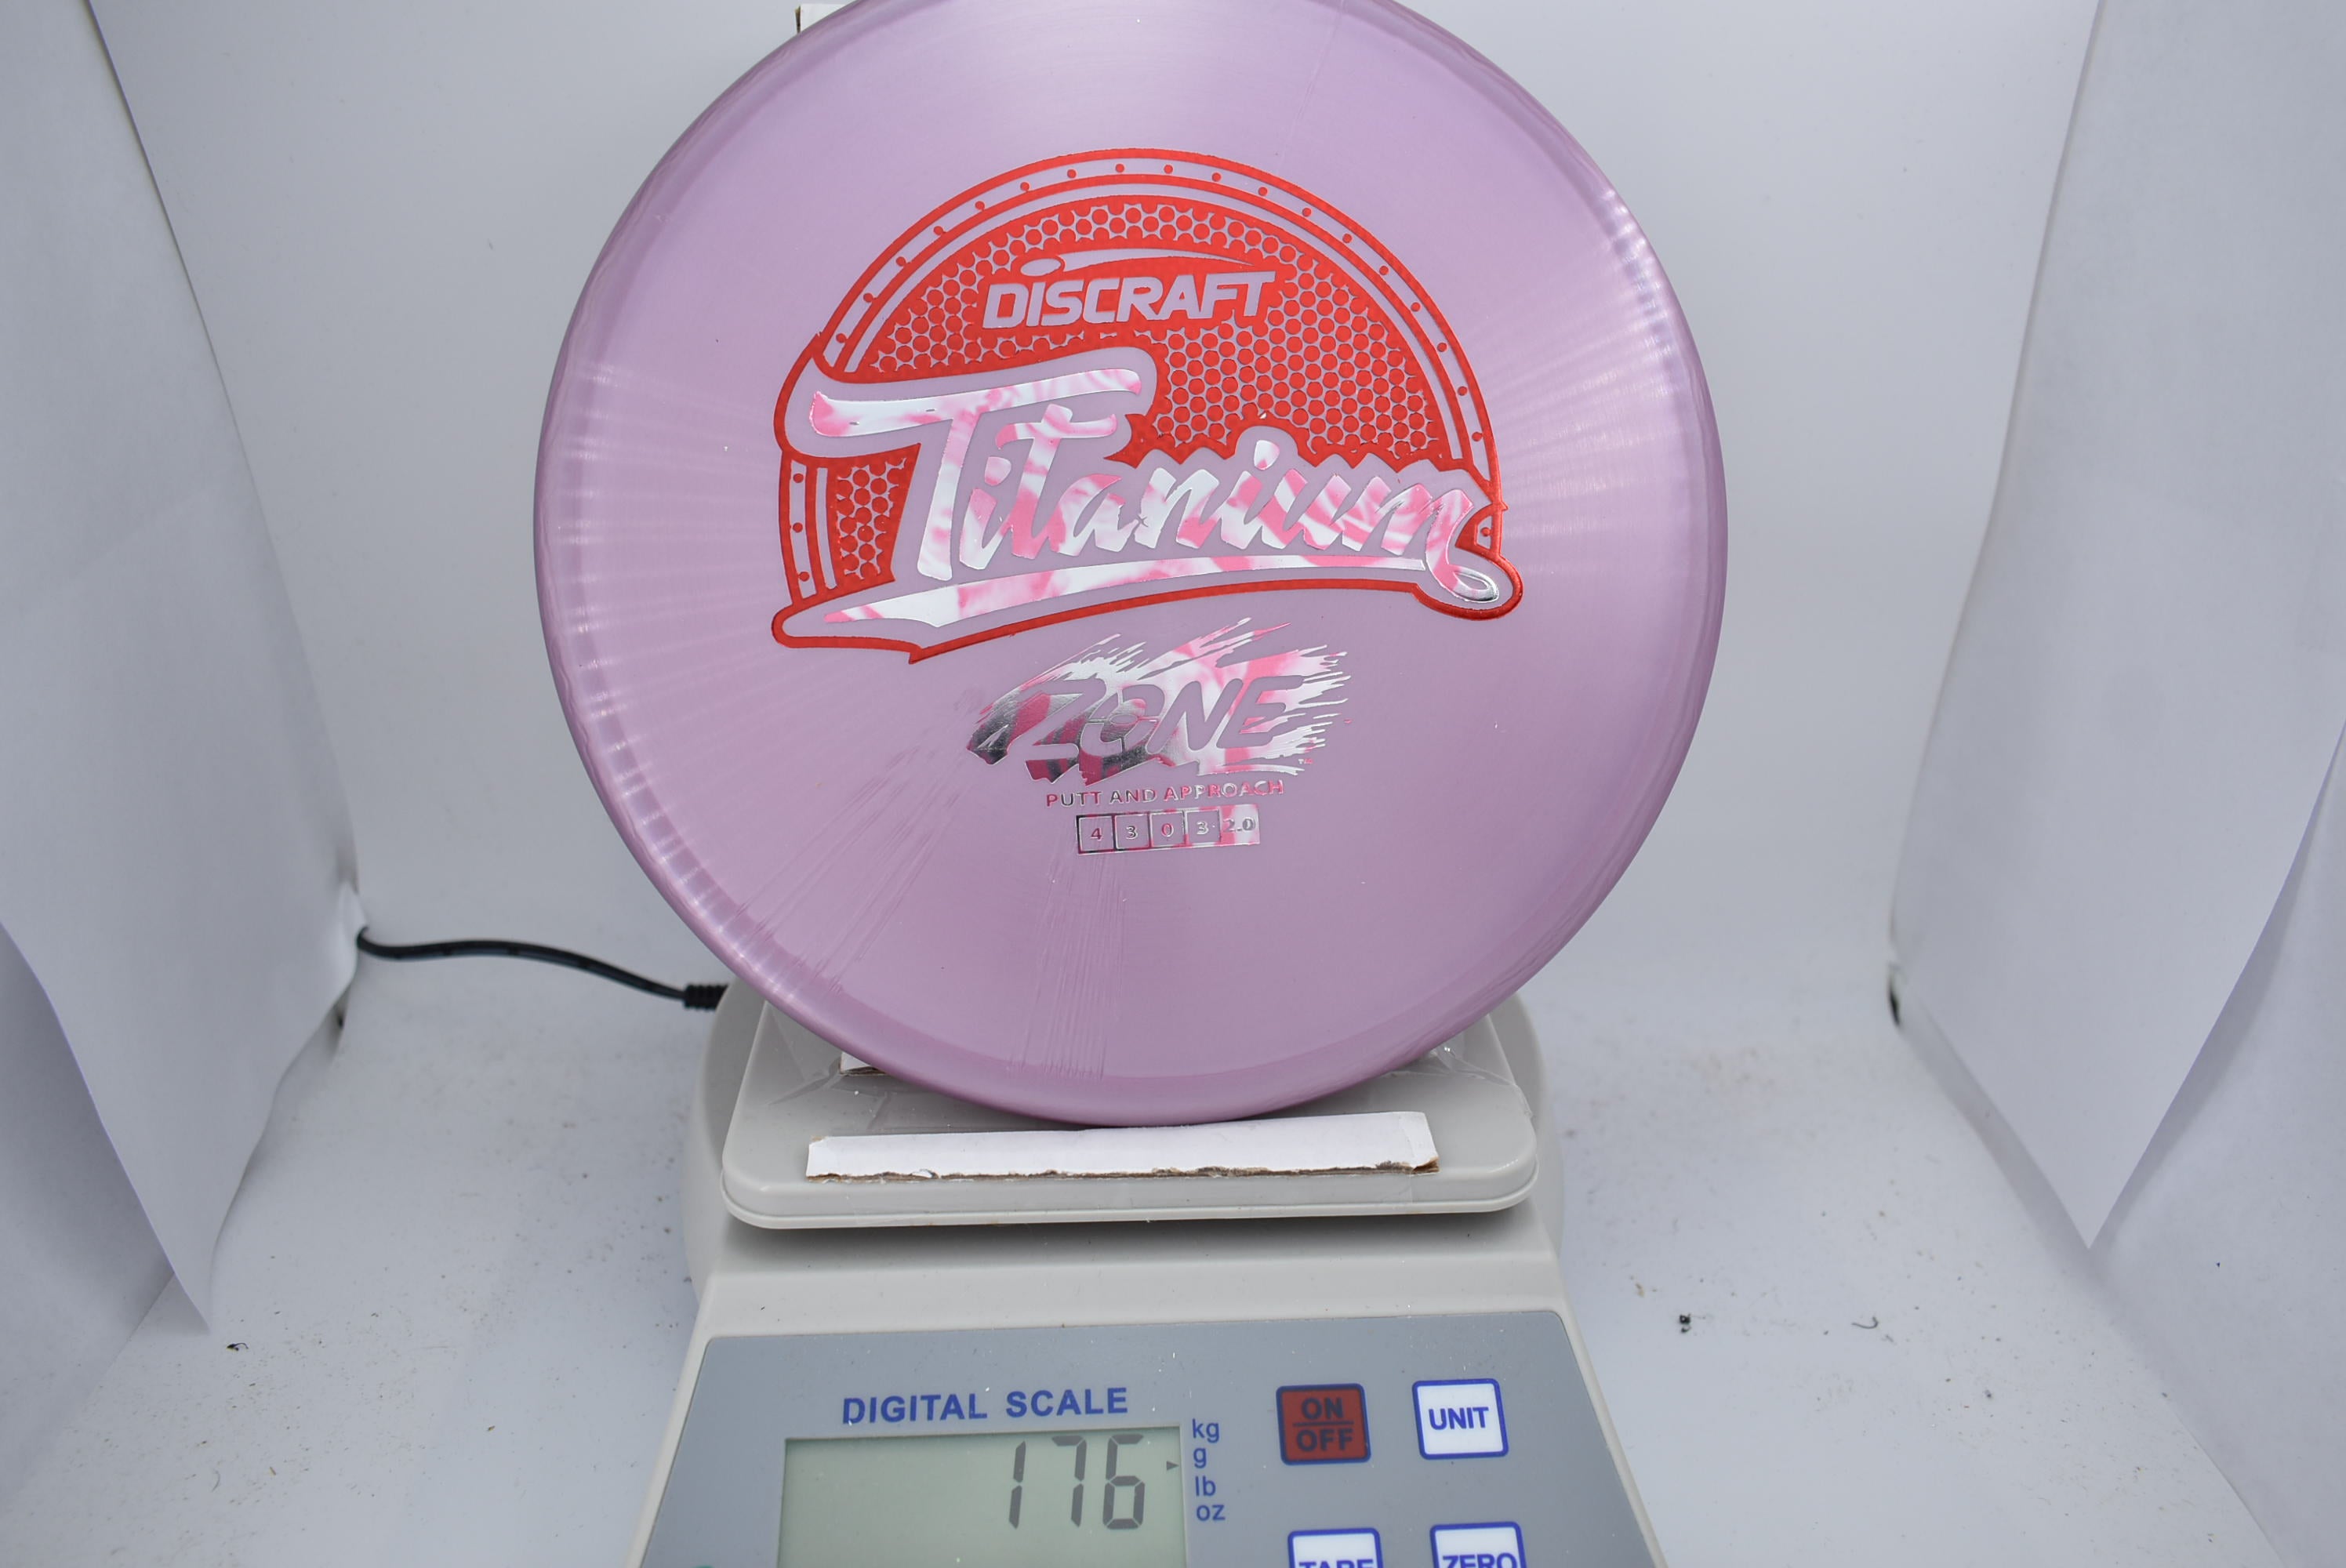 DISCRAFT
Titanium
ZONE
PUTT AND APPROACH
4 3 0 3 2.0
DIGITAL SCALE
176
kg
g
lb
oz
ON
OFF
UNIT
TARE
ZERO